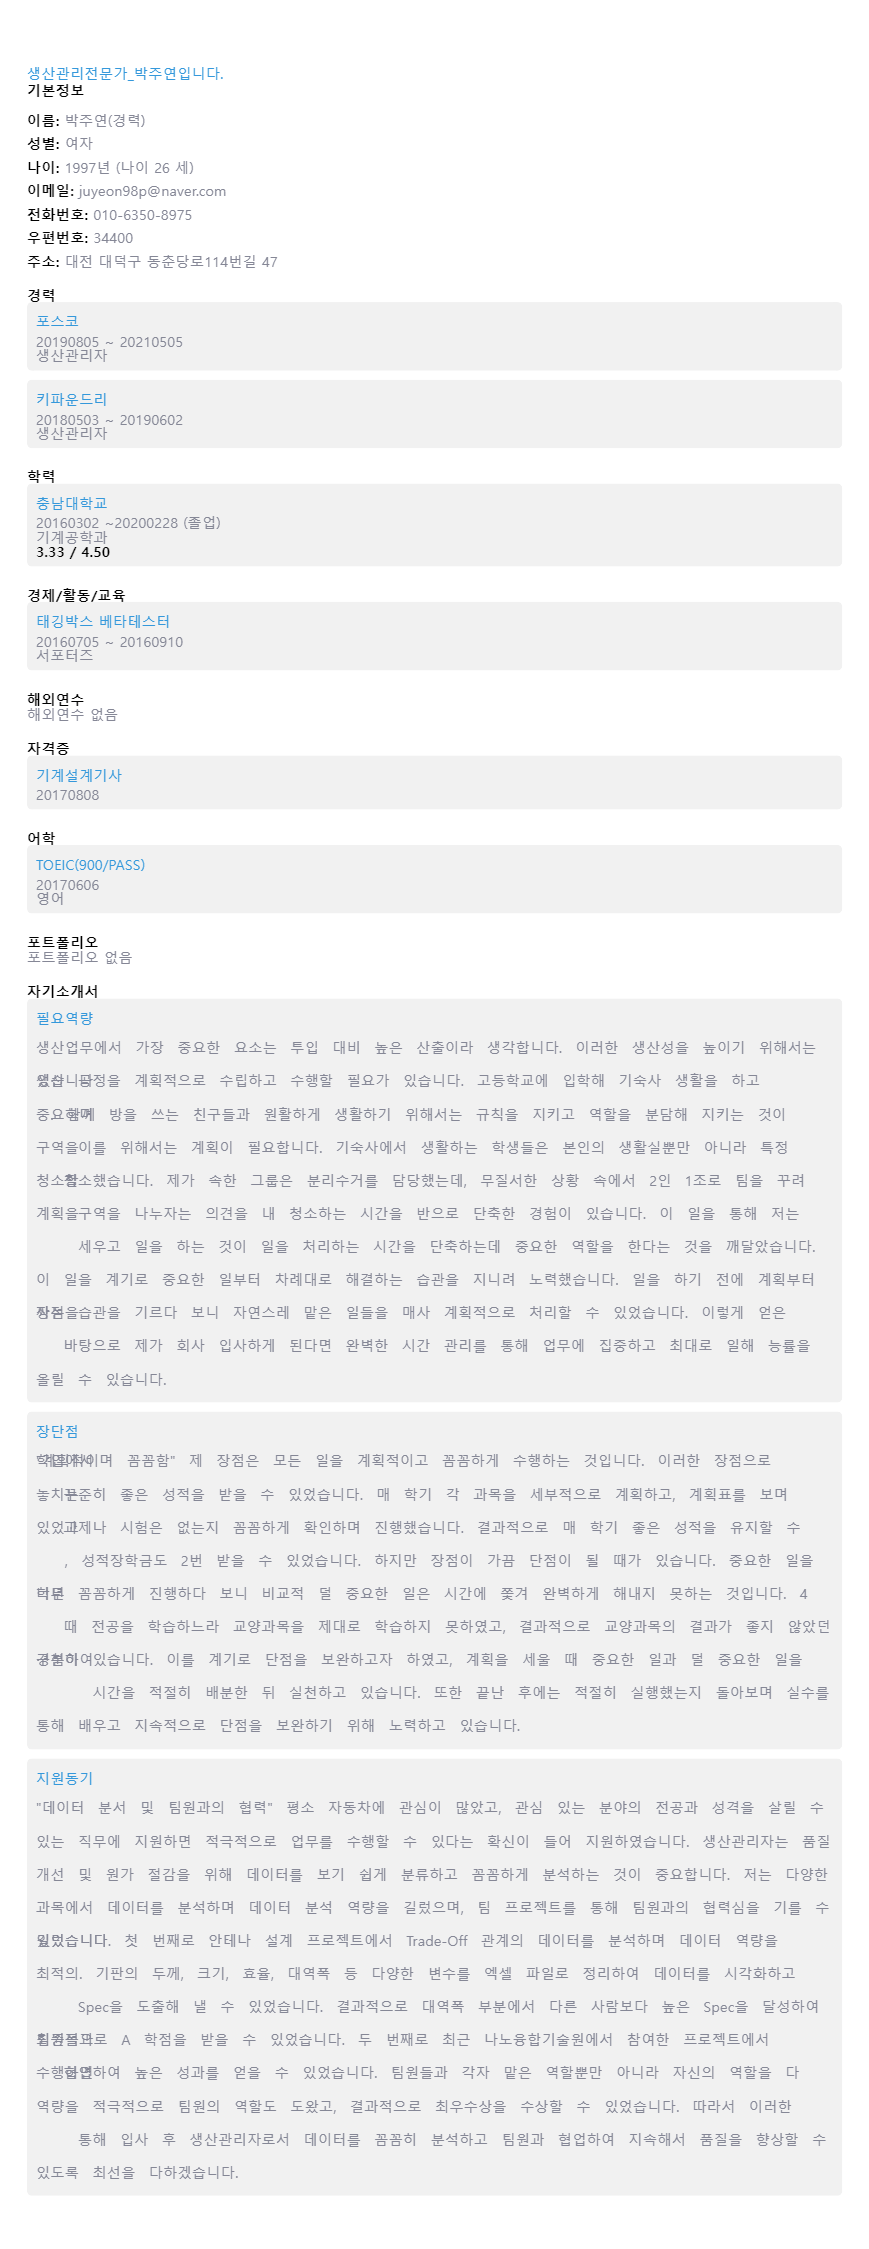 생산관리전문가_박주연입니다.
기본정보
이름: 박주연(경력)
성별: 여자
나이: 1997년 (나이 26 세)
이메일: juyeon98p@naver.com
전화번호: 010-6350-8975
우편번호: 34400
주소: 대전 대덕구 동춘당로114번길 47
경력
포스코
20190805 ~ 20210505
생산관리자
키파운드리
20180503 ~ 20190602
생산관리자
학력
충남대학교
20160302 ~20200228 (졸업)
기계공학과
3.33 / 4.50
경제/활동/교육
태깅박스 베타테스터
20160705 ~ 20160910
서포터즈
해외연수
해외연수 없음
자격증
기계설계기사
20170808
어학
TOEIC(900/PASS)
20170606
영어
포트폴리오
포트폴리오 없음
자기소개서
필요역량
생산업무에서 가장 중요한 요소는 투입 대비 높은 산출이라 생각합니다. 이러한 생산성을 높이기 위해서는
공정을 계획적으로 수립하고 수행할 필요가 있습니다. 고등학교에 입학해 기숙사 생활을 하고
방을 쓰는 친구들과 원활하게 생활하기 위해서는 규칙을 지키고 역할을 분담해 지키는 것이
구역을 이를 위해서는 계획이 필요합니다. 기숙사에서 생활하는 학생들은 본인의 생활실뿐만 아니라 특정
청소했습니다. 제가 속한 그룹은 분리수거를 담당했는데, 무질서한 상황 속에서 2인 1조로 팀을 꾸려
계획을 구역을 나누자는 의견을 내 청소하는 시간을 반으로 단축한 경험이 있습니다. 이 일을 통해 저는
세우고 일을 하는 것이 일을 처리하는 시간을 단축하는데 중요한 역할을 한다는 것을 깨달았습니다.
이 일을 계기로 중요한 일부터 차례대로 해결하는 습관을 지니려 노력했습니다. 일을 하기 전에 계획부터
습관을 기르다 보니 자연스레 맡은 일들을 매사 계획적으로 처리할 수 있었습니다. 이렇게 얻은
바탕으로 제가 회사 입사하게 된다면 완벽한 시간 관리를 통해 업무에 집중하고 최대로 일해 능률을
올릴 수 있습니다.
장단점
꼼꼼함" 제 장점은 모든 일을 계획적이고 꼼꼼하게 수행하는 것입니다. 이러한 장점으로
좋은 성적을 받을 수 있었습니다. 매 학기 각 과목을 세부적으로 계획하고, 계획표를 보며
시험은 없는지 꼼꼼하게 확인하며 진행했습니다. 결과적으로 매 학기 좋은 성적을 유지할 수
, 성적장학금도 2번 받을 수 있었습니다. 하지만 장점이 가끔 단점이 될 때가 있습니다. 중요한 일을
꼼꼼하게 진행하다 보니 비교적 덜 중요한 일은 시간에 쫓겨 완벽하게 해내지 못하는 것입니다. 4
때 전공을 학습하느라 교양과목을 제대로 학습하지 못하였고, 결과적으로 교양과목의 결과가 좋지 않았던
있습니다. 이를 계기로 단점을 보완하고자 하였고, 계획을 세울 때 중요한 일과 덜 중요한 일을
시간을 적절히 배분한 뒤 실천하고 있습니다. 또한 끝난 후에는 적절히 실행했는지 돌아보며 실수를
통해 배우고 지속적으로 단점을 보완하기 위해 노력하고 있습니다.
지원동기
"데이터 분서 및 팀원과의 협력" 평소 자동차에 관심이 많았고, 관심 있는 분야의 전공과 성격을 살릴 수
있는 직무에 지원하면 적극적으로 업무를 수행할 수 있다는 확신이 들어 지원하였습니다. 생산관리자는 품질
개선 및 원가 절감을 위해 데이터를 보기 쉽게 분류하고 꼼꼼하게 분석하는 것이 중요합니다. 저는 다양한
과목에서 데이터를 분석하며 데이터 분석 역량을 길렀으며, 팀 프로젝트를 통해 팀원과의 협력심을 기를 수
있었습니다. 첫 번째로 안테나 설계 프로젝트에서 Trade-Off 관계의 데이터를 분석하며 데이터 역량을
최적의. 기판의 두께, 크기, 효율, 대역폭 등 다양한 변수를 엑셀 파일로 정리하여 데이터를 시각화하고
Spec을 도출해 낼 수 있었습니다. 결과적으로 대역폭 부분에서 다른 사람보다 높은 Spec을 달성하여
A 학점을 받을 수 있었습니다. 두 번째로 최근 나노융합기술원에서 참여한 프로젝트에서
높은 성과를 얻을 수 있었습니다. 팀원들과 각자 맡은 역할뿐만 아니라 자신의 역할을 다
역량을 적극적으로 팀원의 역할도 도왔고, 결과적으로 최우수상을 수상할 수 있었습니다. 따라서 이러한
통해 입사 후 생산관리자로서 데이터를 꼼꼼히 분석하고 팀원과 협업하여 지속해서 품질을 향상할 수
있도록 최선을 다하겠습니다.